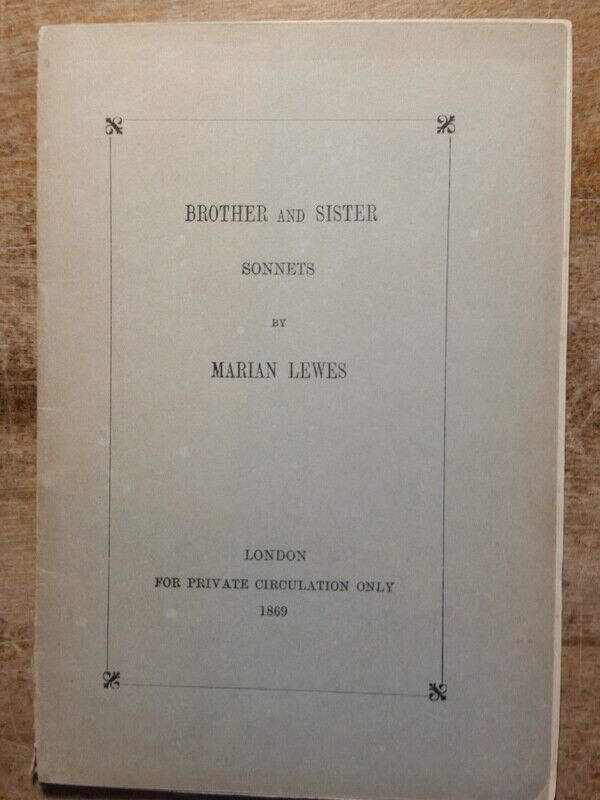 BROTHER AND SISTER
SONNETS
BY
MARIAN LEWES
LONDON
FOR PRIVATE CIRCULATION ONLY
1869